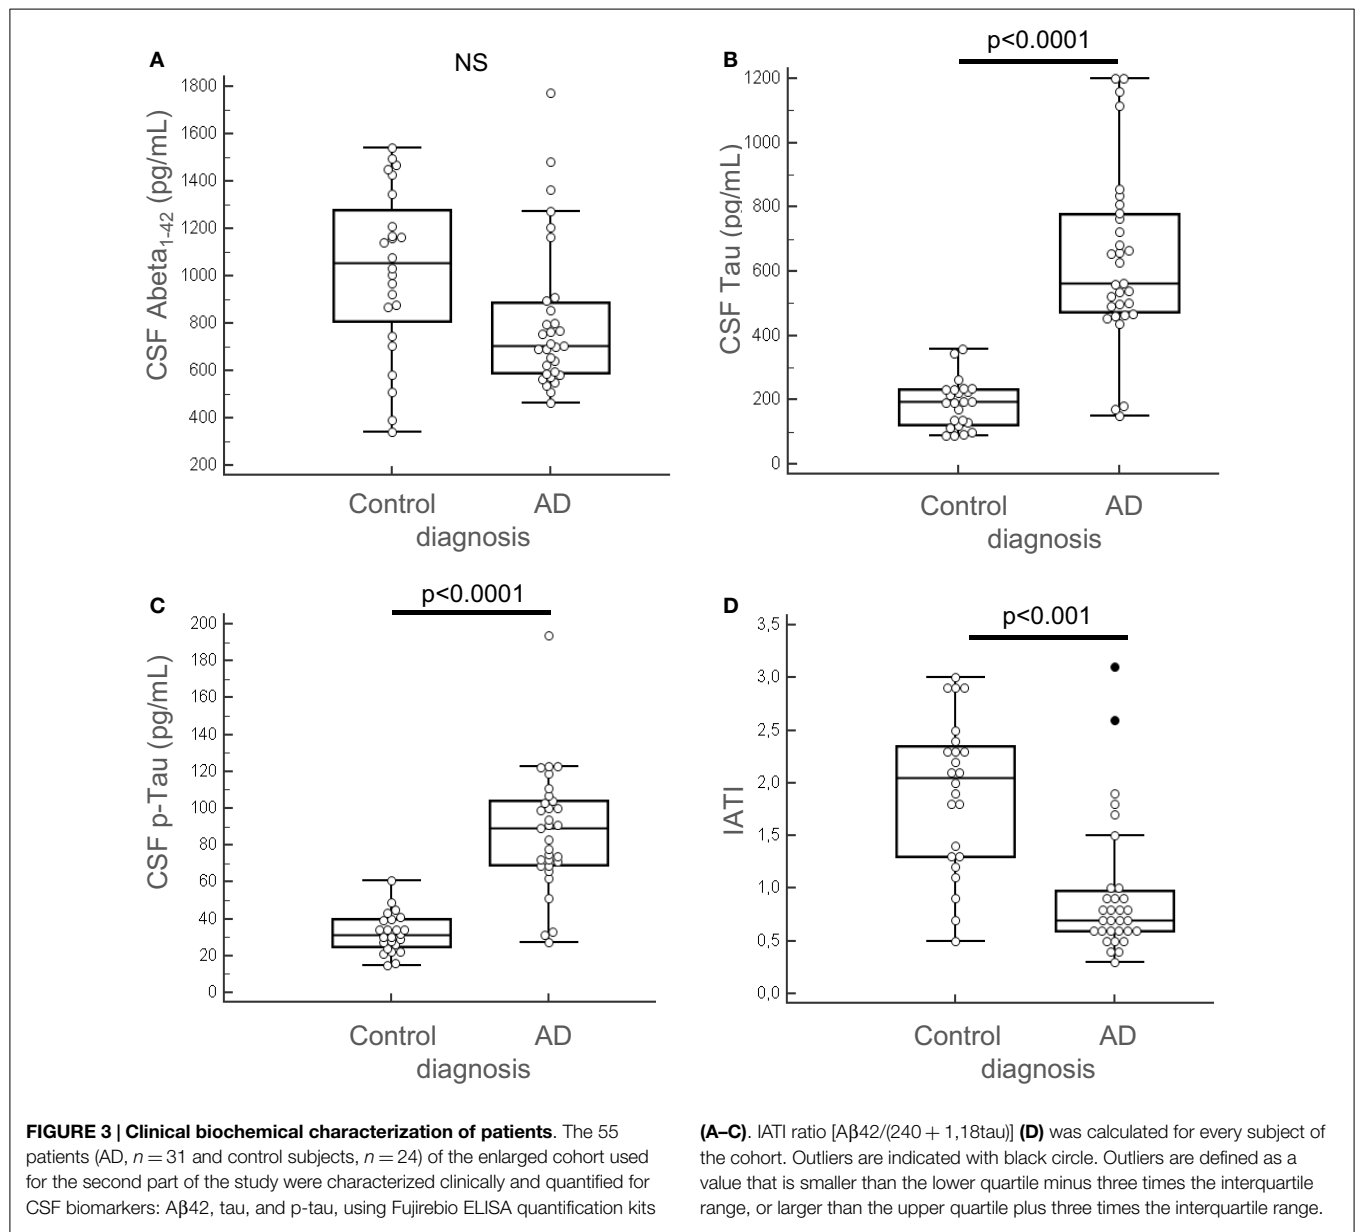 A
NS
1800
1600
1400
1200
1000
800
600
400
200
CSF Abeta1-42 (pg/mL)
Control AD
diagnosis
B
p<0.0001
1200
1000
800
600
400
200
0
CSF Tau (pg/mL)
Control AD
diagnosis
C
p<0.0001
200
180
160
140
120
100
80
60
40
20
0
CSF p-Tau (pg/mL)
Control AD
diagnosis
D
p<0.001
3,5
3,0
2,5
2,0
1,5
1,0
0,5
0,0
IATI
Control AD
diagnosis
FIGURE 3 | Clinical biochemical characterization of patients. The 55
patients (AD, n = 31 and control subjects, n = 24) of the enlarged cohort used
for the second part of the study were characterized clinically and quantified for
CSF biomarkers: Aβ42, tau, and p-tau, using Fujirebio ELISA quantification kits
(A–C). IATI ratio [Aβ42/(240 + 1,18tau)] (D) was calculated for every subject of
the cohort. Outliers are indicated with black circle. Outliers are defined as a
value that is smaller than the lower quartile minus three times the interquartile
range, or larger than the upper quartile plus three times the interquartile range.